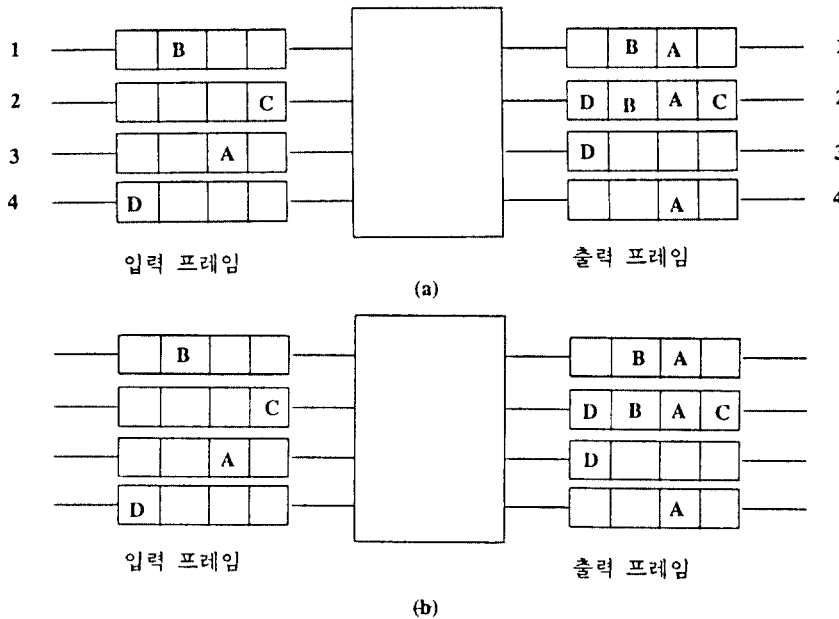 1 B B A 1
2 C D B A C 2
3 A D 3
4 D A 4
입력 프레임 출력 프레임
(a)
B B A
C D B A C
A D
D A
입력 프레임 출력 프레임
(b)